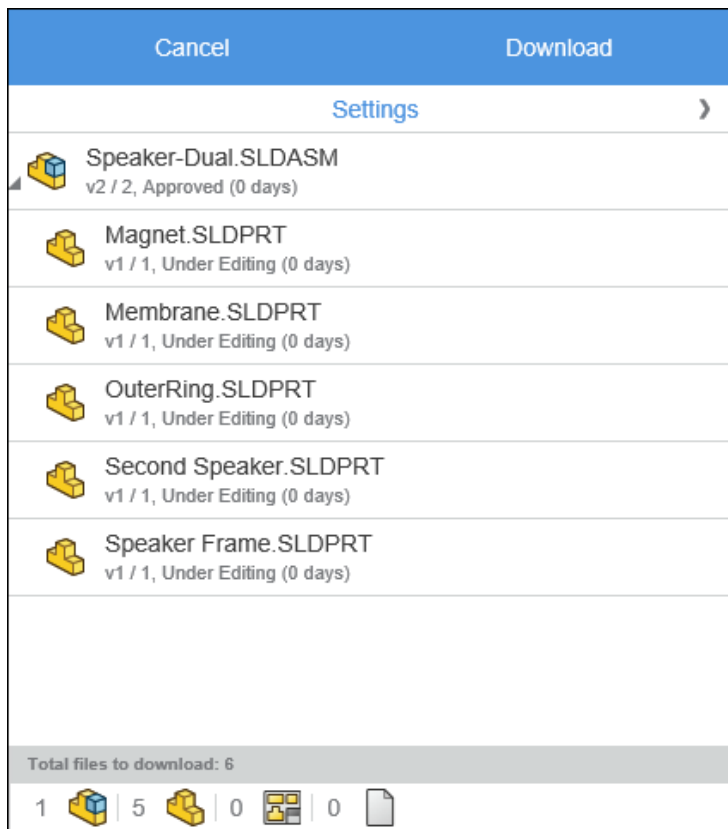 Cancel Download
Settings
Speaker-Dual.SLDASM
v2 / 2, Approved (0 days)
Magnet.SLDPRT
v1 / 1, Under Editing (0 days)
Membrane.SLDPRT
v1 / 1, Under Editing (0 days)
OuterRing.SLDPRT
v1 / 1, Under Editing (0 days)
Second Speaker.SLDPRT
v1 / 1, Under Editing (0 days)
Speaker Frame.SLDPRT
v1 / 1, Under Editing (0 days)
Total files to download: 6
1 5 0 0